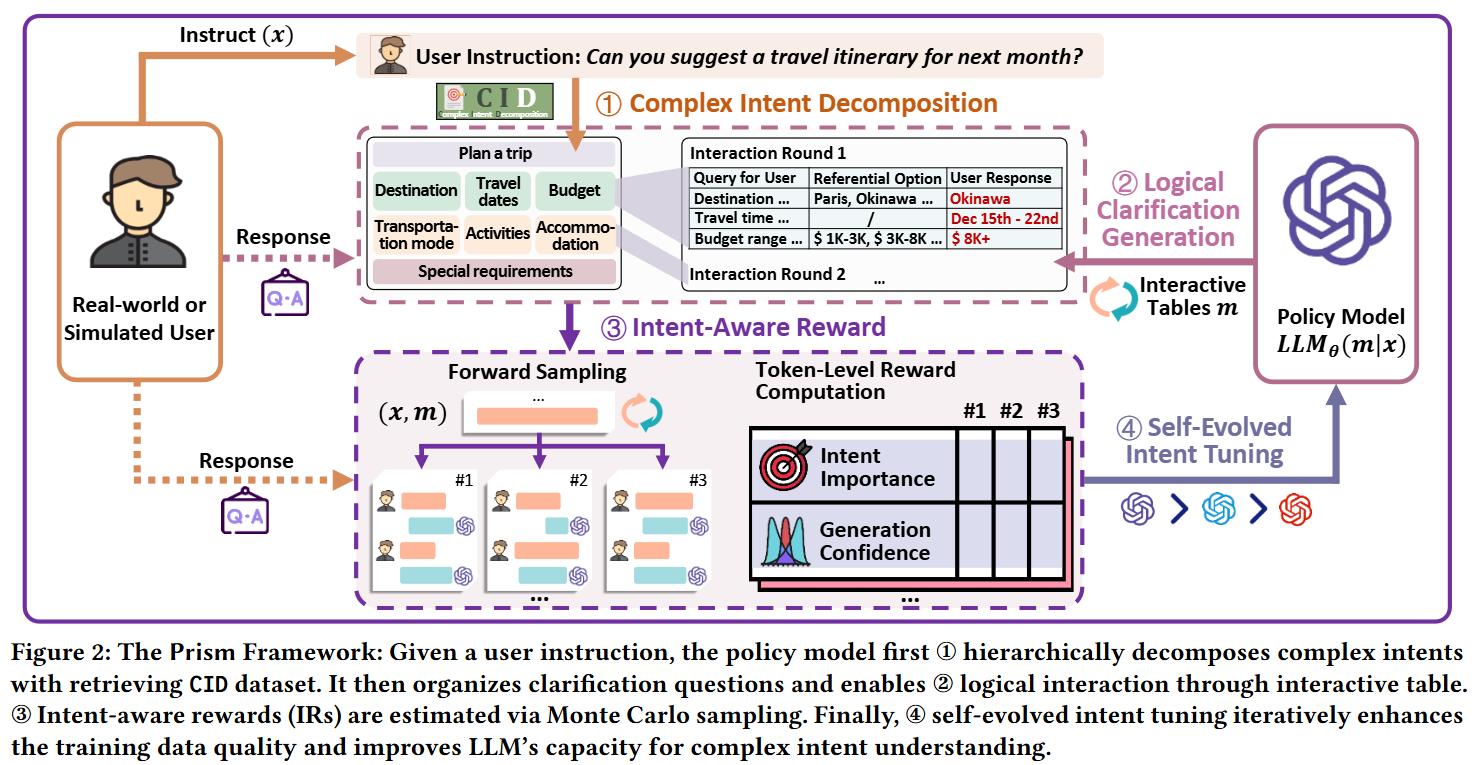 Instruct (x)
User Instruction: Can you suggest a travel itinerary for next month?
CID
Complex Intent Decomposition
① Complex Intent Decomposition
Plan a trip
Destination
Travel
dates
Budget
Transporta-
tion mode
Activities
Accommo-
dation
Special requirements
Interaction Round 1
Query for User Referential Option User Response
Destination ... Paris, Okinawa ... Okinawa
Travel time ... / Dec 15th - 22nd
Budget range ... $ 1K-3K, $ 3K-8K ... $ 8K+
Interaction Round 2
...
② Logical
Clarification
Generation
Interactive
Tables m
Policy Model
LLMθ(m|x)
Real-world or
Simulated User
Response
Q·A
③ Intent-Aware Reward
Forward Sampling
(x, m)
...
#1
#2
#3
...
Token-Level Reward
Computation
#1 #2 #3
Intent
Importance
Generation
Confidence
...
Response
Q·A
④ Self-Evolved
Intent Tuning
Figure 2: The Prism Framework: Given a user instruction, the policy model first ① hierarchically decomposes complex intents
with retrieving CID dataset. It then organizes clarification questions and enables ② logical interaction through interactive table.
③ Intent-aware rewards (IRs) are estimated via Monte Carlo sampling. Finally, ④ self-evolved intent tuning iteratively enhances
the training data quality and improves LLM's capacity for complex intent understanding.